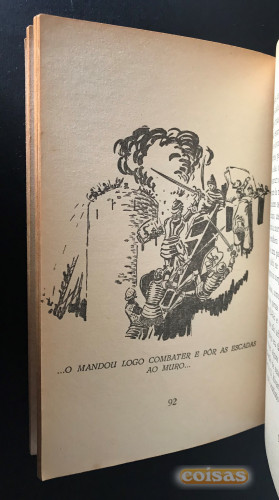 ...O MANDOU LOGO COMBATER E PÔR AS ESCADAS
AO MURO...
92
coisas